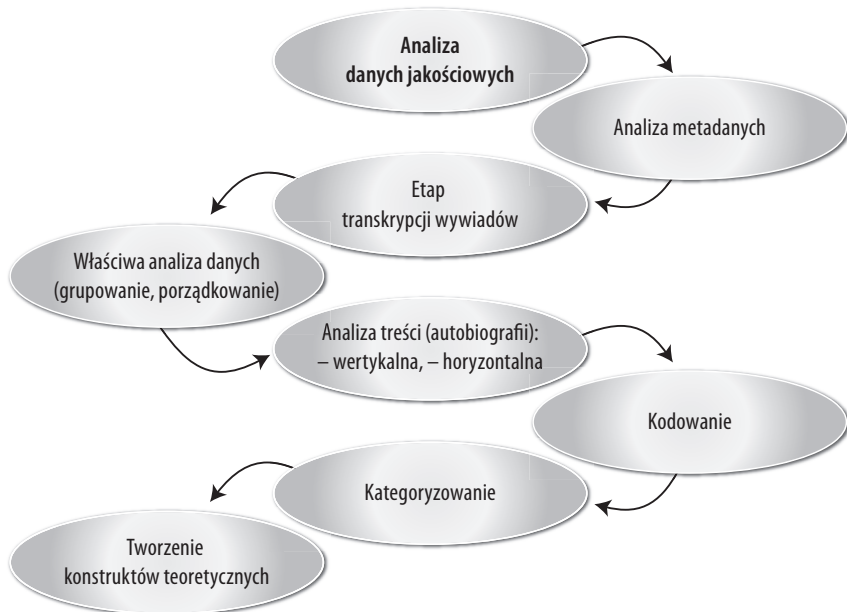 Analiza
danych jakościowych
Analiza metadanych
Etap
transkrypcji wywiadów
Właściwa analiza danych
(grupowanie, porządkowanie)
Analiza treści (autobiografii):
– wertykalna, – horyzontalna
Kodowanie
Kategoryzowanie
Tworzenie
konstruktów teoretycznych